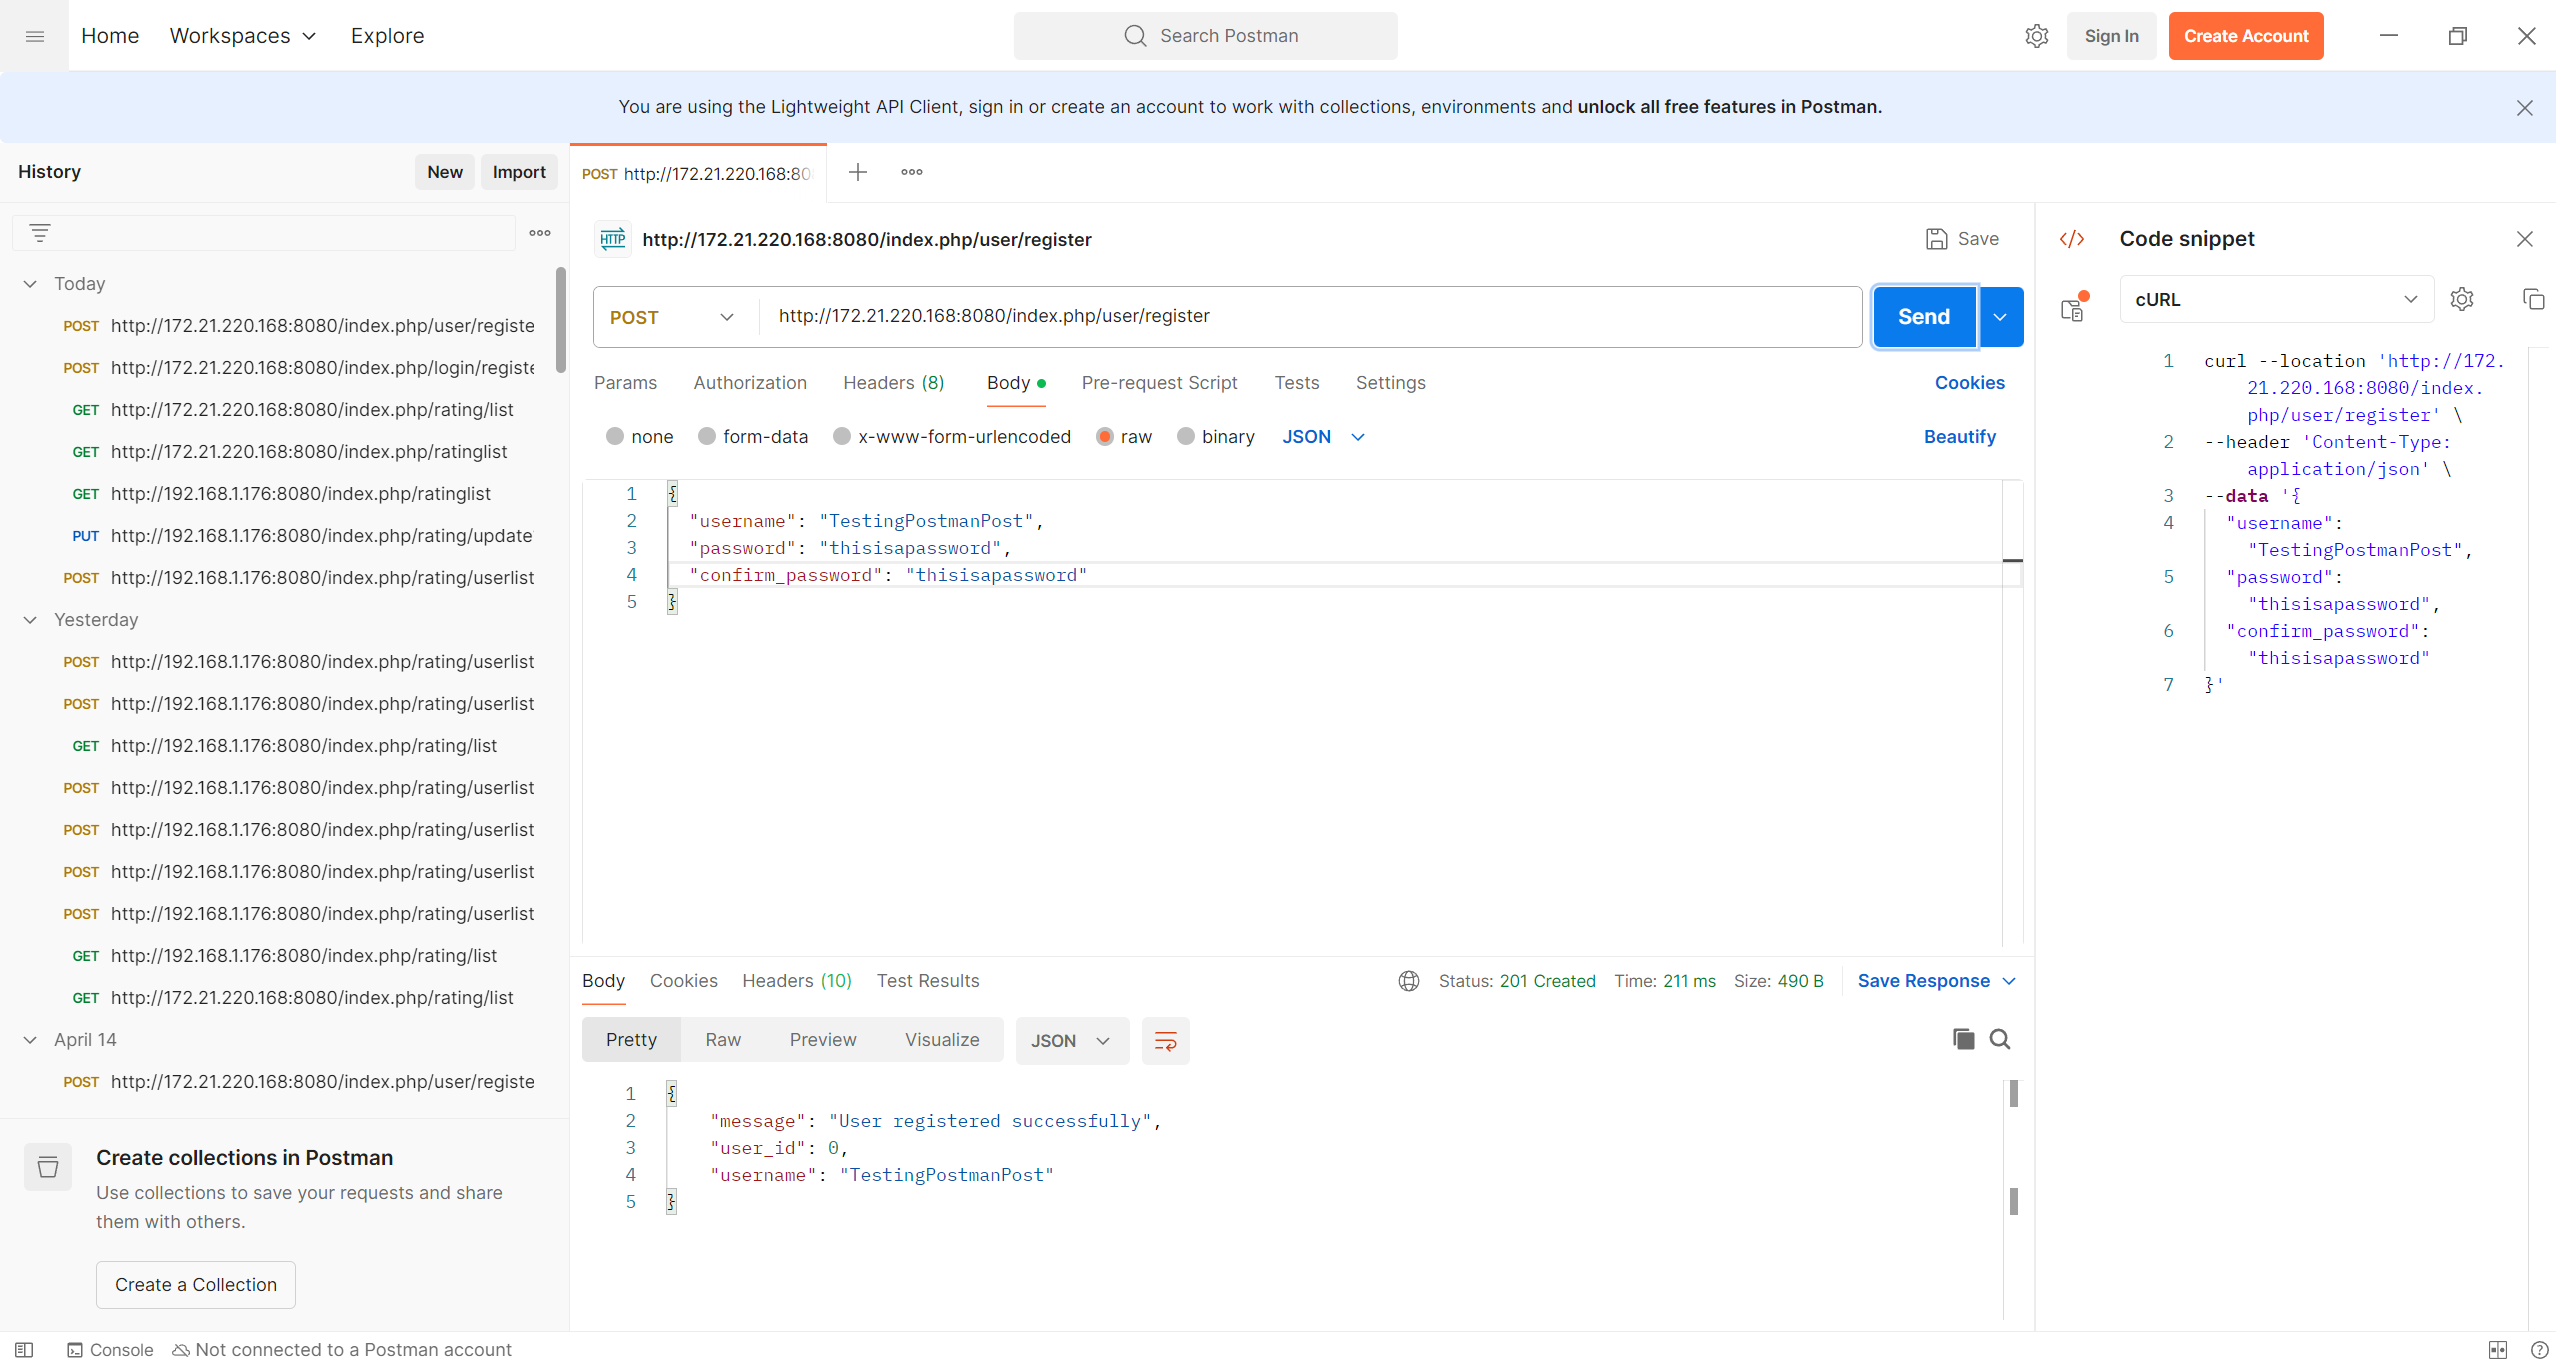 Home Workspaces Explore
Search Postman
Sign In Create Account
You are using the Lightweight API Client, sign in or create an account to work with collections, environments and unlock all free features in Postman.
History New Import
Today
POST http://172.21.220.168:8080/index.php/user/registe
POST http://172.21.220.168:8080/index.php/login/registe
GET http://172.21.220.168:8080/index.php/rating/list
GET http://172.21.220.168:8080/index.php/ratinglist
GET http://192.168.1.176:8080/index.php/ratinglist
PUT http://192.168.1.176:8080/index.php/rating/update
POST http://192.168.1.176:8080/index.php/rating/userlist
Yesterday
POST http://192.168.1.176:8080/index.php/rating/userlist
POST http://192.168.1.176:8080/index.php/rating/userlist
GET http://192.168.1.176:8080/index.php/rating/list
POST http://192.168.1.176:8080/index.php/rating/userlist
POST http://192.168.1.176:8080/index.php/rating/userlist
POST http://192.168.1.176:8080/index.php/rating/userlist
POST http://192.168.1.176:8080/index.php/rating/userlist
GET http://192.168.1.176:8080/index.php/rating/list
GET http://172.21.220.168:8080/index.php/rating/list
April 14
POST http://172.21.220.168:8080/index.php/user/registe
Create collections in Postman
Use collections to save your requests and share
them with others.
Create a Collection
POST http://172.21.220.168:80
HTTP http://172.21.220.168:8080/index.php/user/register
Save
POST http://172.21.220.168:8080/index.php/user/register
Send
Params Authorization Headers (8) Body Pre-request Script Tests Settings Cookies
none form-data x-www-form-urlencoded raw binary JSON Beautify
1 {
2 "username": "TestingPostmanPost",
3 "password": "thisisapassword",
4 "confirm_password": "thisisapassword"
5 }
Body Cookies Headers (10) Test Results Status: 201 Created Time: 211 ms Size: 490 B Save Response
Pretty Raw Preview Visualize JSON
1 {
2 "message": "User registered successfully",
3 "user_id": 0,
4 "username": "TestingPostmanPost"
5 }
</> Code snippet
cURL
1 curl --location 'http://172.
21.220.168:8080/index.
php/user/register' \
2 --header 'Content-Type:
application/json' \
3 --data '{
4 "username":
"TestingPostmanPost",
5 "password":
"thisisapassword",
6 "confirm_password":
"thisisapassword"
7 }'
Console Not connected to a Postman account